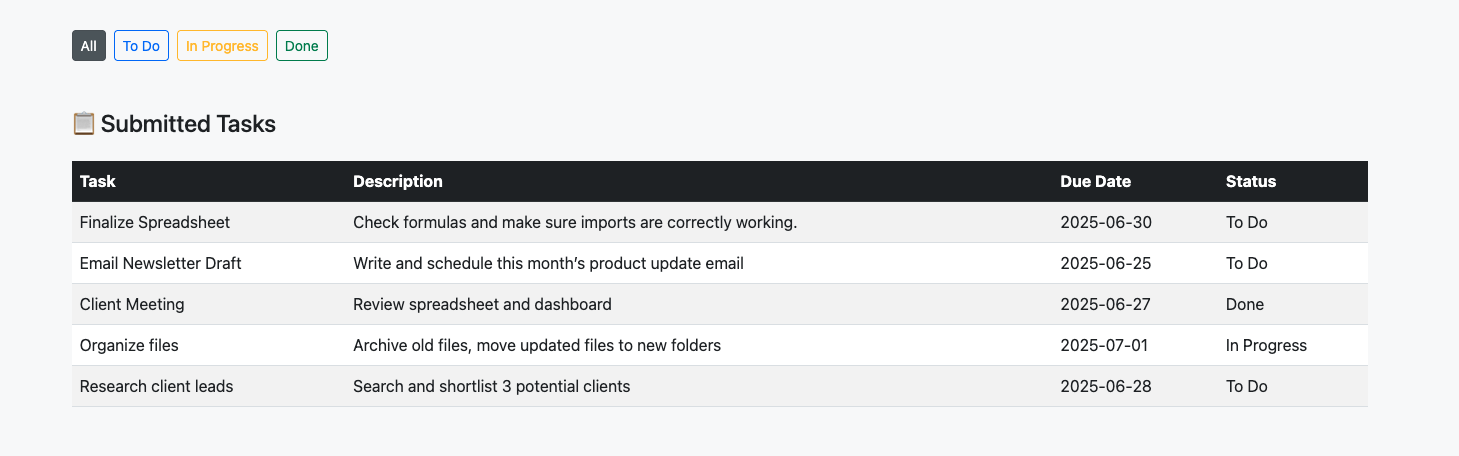 All To Do In Progress Done
Submitted Tasks
Task Description Due Date Status
Finalize Spreadsheet Check formulas and make sure imports are correctly working. 2025-06-30 To Do
Email Newsletter Draft Write and schedule this month’s product update email 2025-06-25 To Do
Client Meeting Review spreadsheet and dashboard 2025-06-27 Done
Organize files Archive old files, move updated files to new folders 2025-07-01 In Progress
Research client leads Search and shortlist 3 potential clients 2025-06-28 To Do